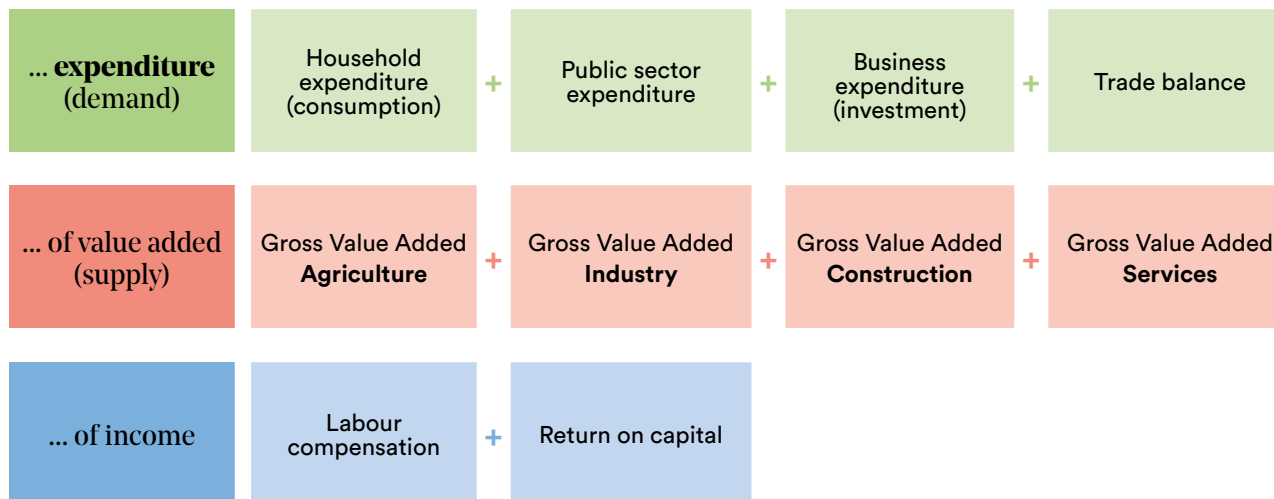 ... expenditure
(demand)
Household
expenditure
(consumption)
+
Public sector
expenditure
+
Business
expenditure
(investment)
+
Trade balance
... of value added
(supply)
Gross Value Added
Agriculture
+
Gross Value Added
Industry
+
Gross Value Added
Construction
+
Gross Value Added
Services
... of income
Labour
compensation
+
Return on capital